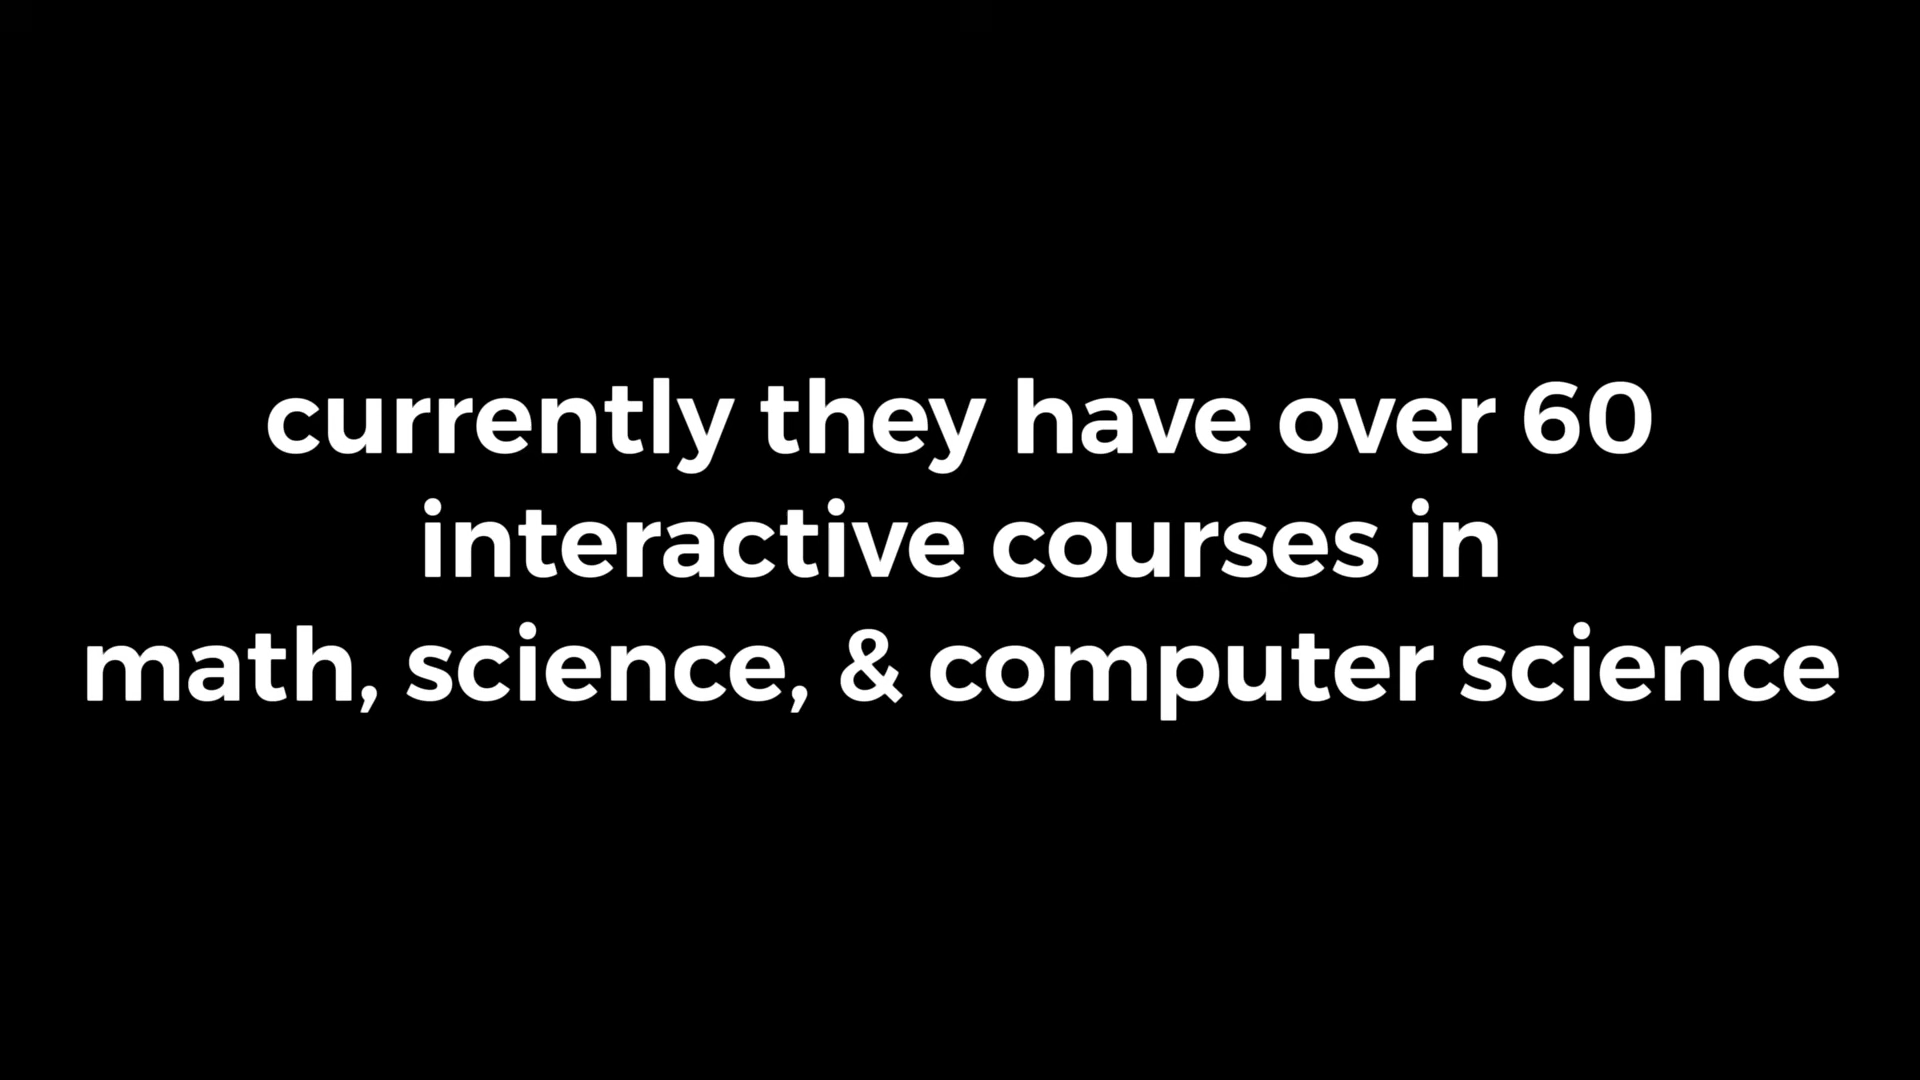 currently they have over 60
interactive courses in
math, science, & computer science